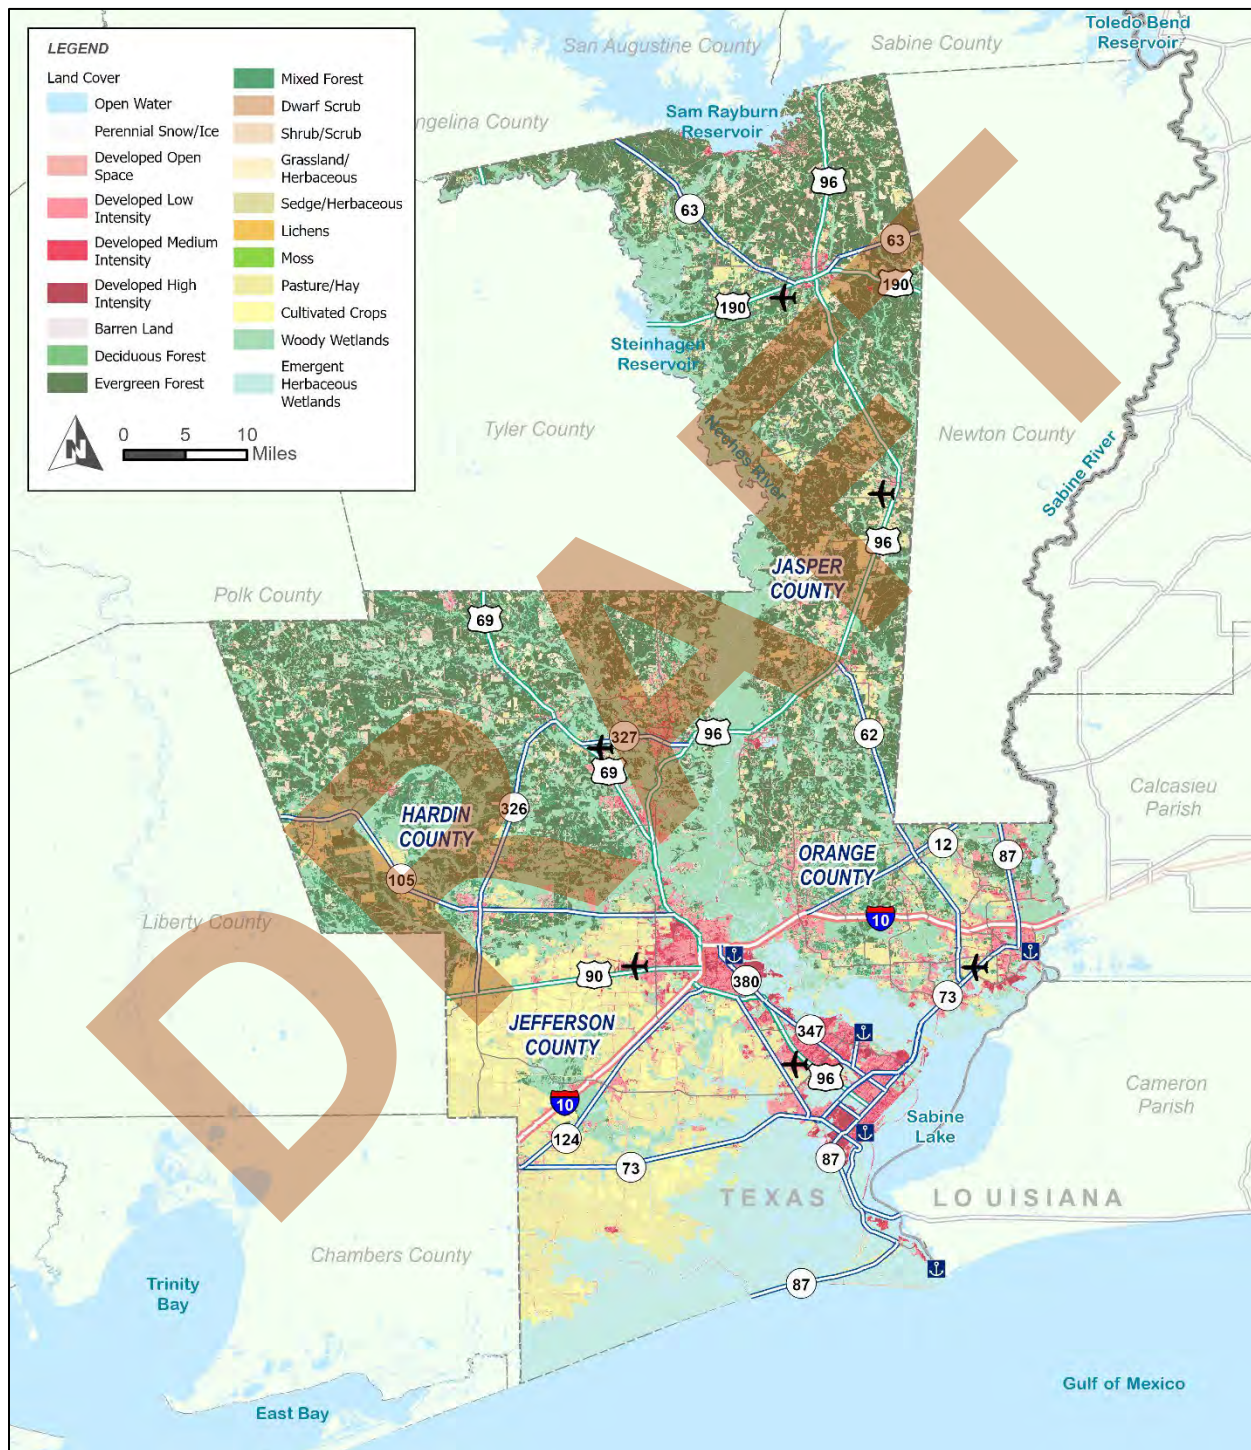 LEGEND
Land Cover
Open Water
Perennial Snow/Ice
Developed Open
Space
Developed Low
Intensity
Developed Medium
Intensity
Developed High
Intensity
Barren Land
Deciduous Forest
Evergreen Forest
Mixed Forest
Dwarf Scrub
Shrub/Scrub
Grassland/
Herbaceous
Sedge/Herbaceous
Lichens
Moss
Pasture/Hay
Cultivated Crops
Woody Wetlands
Emergent
Herbaceous
Wetlands
N
0 5 10
Miles
San Augustine County
Sabine County
Toledo Bend
Reservoir
ngelina County
Sam Rayburn
Reservoir
96
63
63
190
190
Steinhagen
Reservoir
Tyler County
Neches River
Newton County
Sabine River
96
JASPER
COUNTY
Polk County
69
327
96
62
69
Calcasieu
Parish
HARDIN
COUNTY
326
ORANGE
COUNTY
12
87
105
Liberty County
10
90
380
73
JEFFERSON
COUNTY
347
96
10
Cameron
Parish
Sabine
Lake
124
73
87
TEXAS
LOUISIANA
Chambers County
Trinity
Bay
87
Gulf of Mexico
East Bay
DRAFT